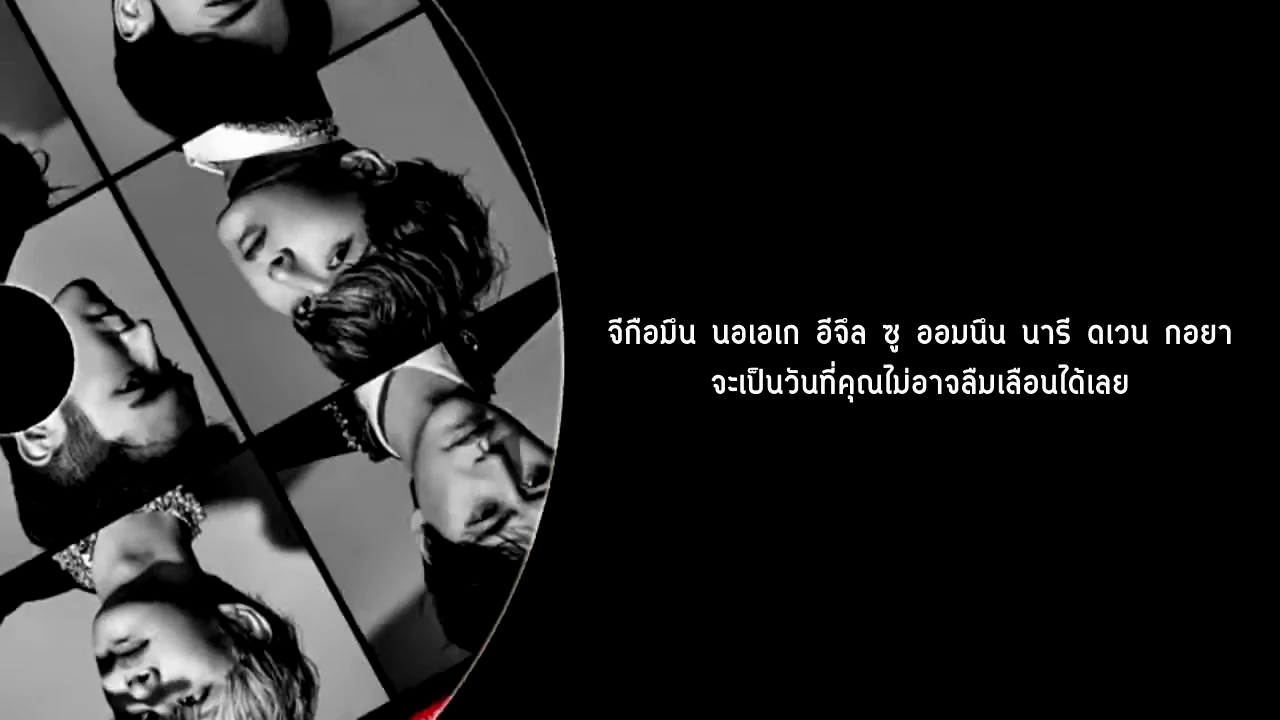 จีกือมึน นอเอเก อีจึล ซู ออมนึน นารี ดเวน กอยา
จะเป็นวันที่คุณไม่อาจลืมเลือนได้เลย